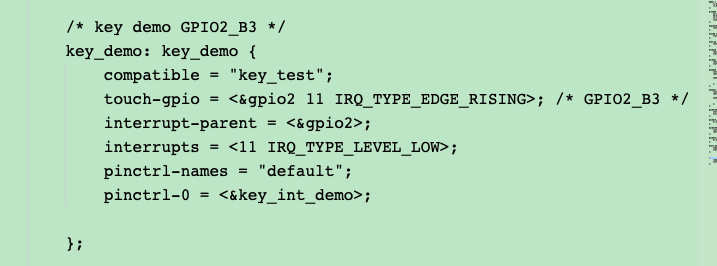 /* key demo GPIO2_B3 */
key_demo: key_demo {
    compatible = "key_test";
    touch-gpio = <&gpio2 11 IRQ_TYPE_EDGE_RISING>; /* GPIO2_B3 */
    interrupt-parent = <&gpio2>;
    interrupts = <11 IRQ_TYPE_LEVEL_LOW>;
    pinctrl-names = "default";
    pinctrl-0 = <&key_int_demo>;

};